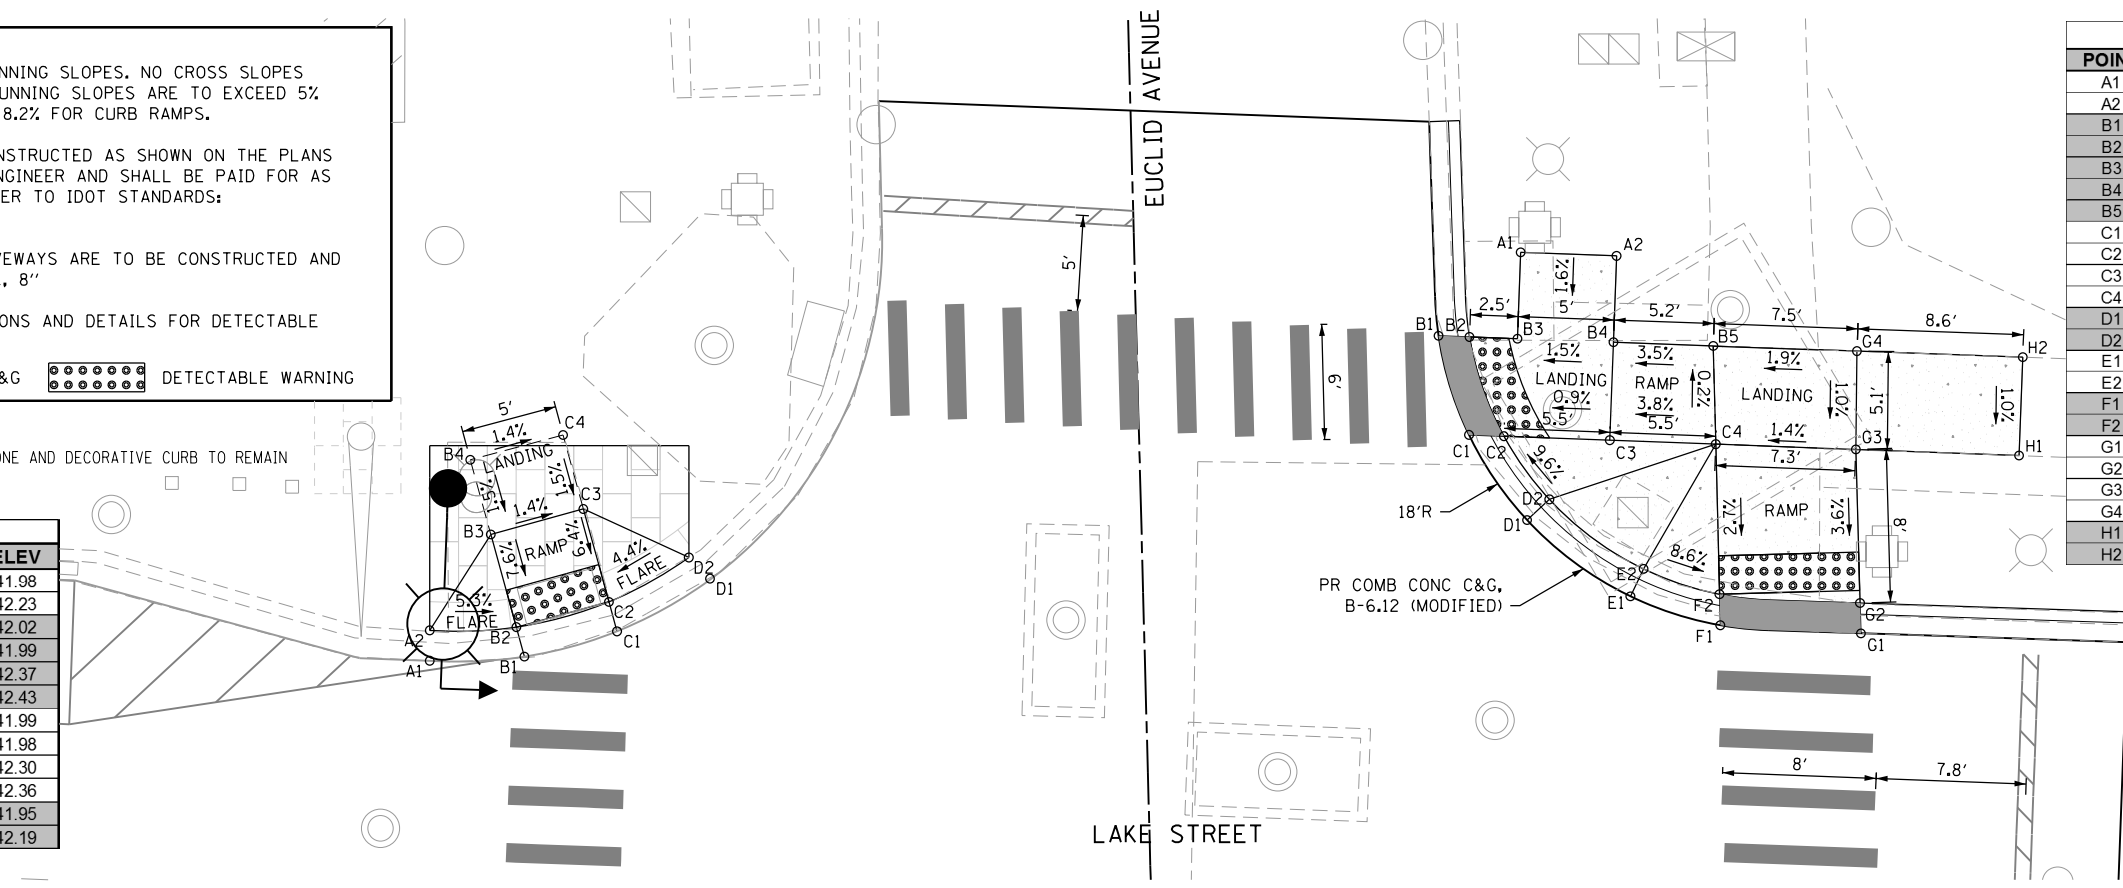 NNING SLOPES. NO CROSS SLOPES
UNNING SLOPES ARE TO EXCEED 5%
8.2% FOR CURB RAMPS.
NSTRUCTED AS SHOWN ON THE PLANS
NGINEER AND SHALL BE PAID FOR AS
ER TO IDOT STANDARDS:
VEWAYS ARE TO BE CONSTRUCTED AND
, 8"
ONS AND DETAILS FOR DETECTABLE
&G
DETECTABLE WARNING
ONE AND DECORATIVE CURB TO REMAIN
ELEV
41.98
42.23
42.02
41.99
42.37
42.43
41.99
41.98
42.30
42.36
41.95
42.19
5'
1.4%
C4
B4
LANDING
1.5%
1.5%
C3
1.4%
B3
RAMP
7.6%
6.4%
4.4%
FLARE
D2
D1
5.3%
FLARE
A2
B2
C2
C1
A1
B1
EUCLID AVENUE
5'
9'
LAKE STREET
A1
A2
1.6%
2.5'
5'
5.2'
7.5'
8.6'
B1
B2
B3
B4
B5
G4
H2
1.5%
3.5%
1.9%
LANDING
RAMP
0.2%
LANDING
1.0%
5.1'
1.0%
0.9%
3.8%
5.5'
5.5'
1.4%
C1
C2
C3
C4
G3
H1
7.3'
9.6%
18'R
D2
D1
2.7%
RAMP
3.6%
8'
8.6%
PR COMB CONC C&G,
B-6.12 (MODIFIED)
E2
E1
F2
F1
G2
G1
8'
7.8'
POIN
A1
A2
B1
B2
B3
B4
B5
C1
C2
C3
C4
D1
D2
E1
E2
F1
F2
G1
G2
G3
G4
H1
H2